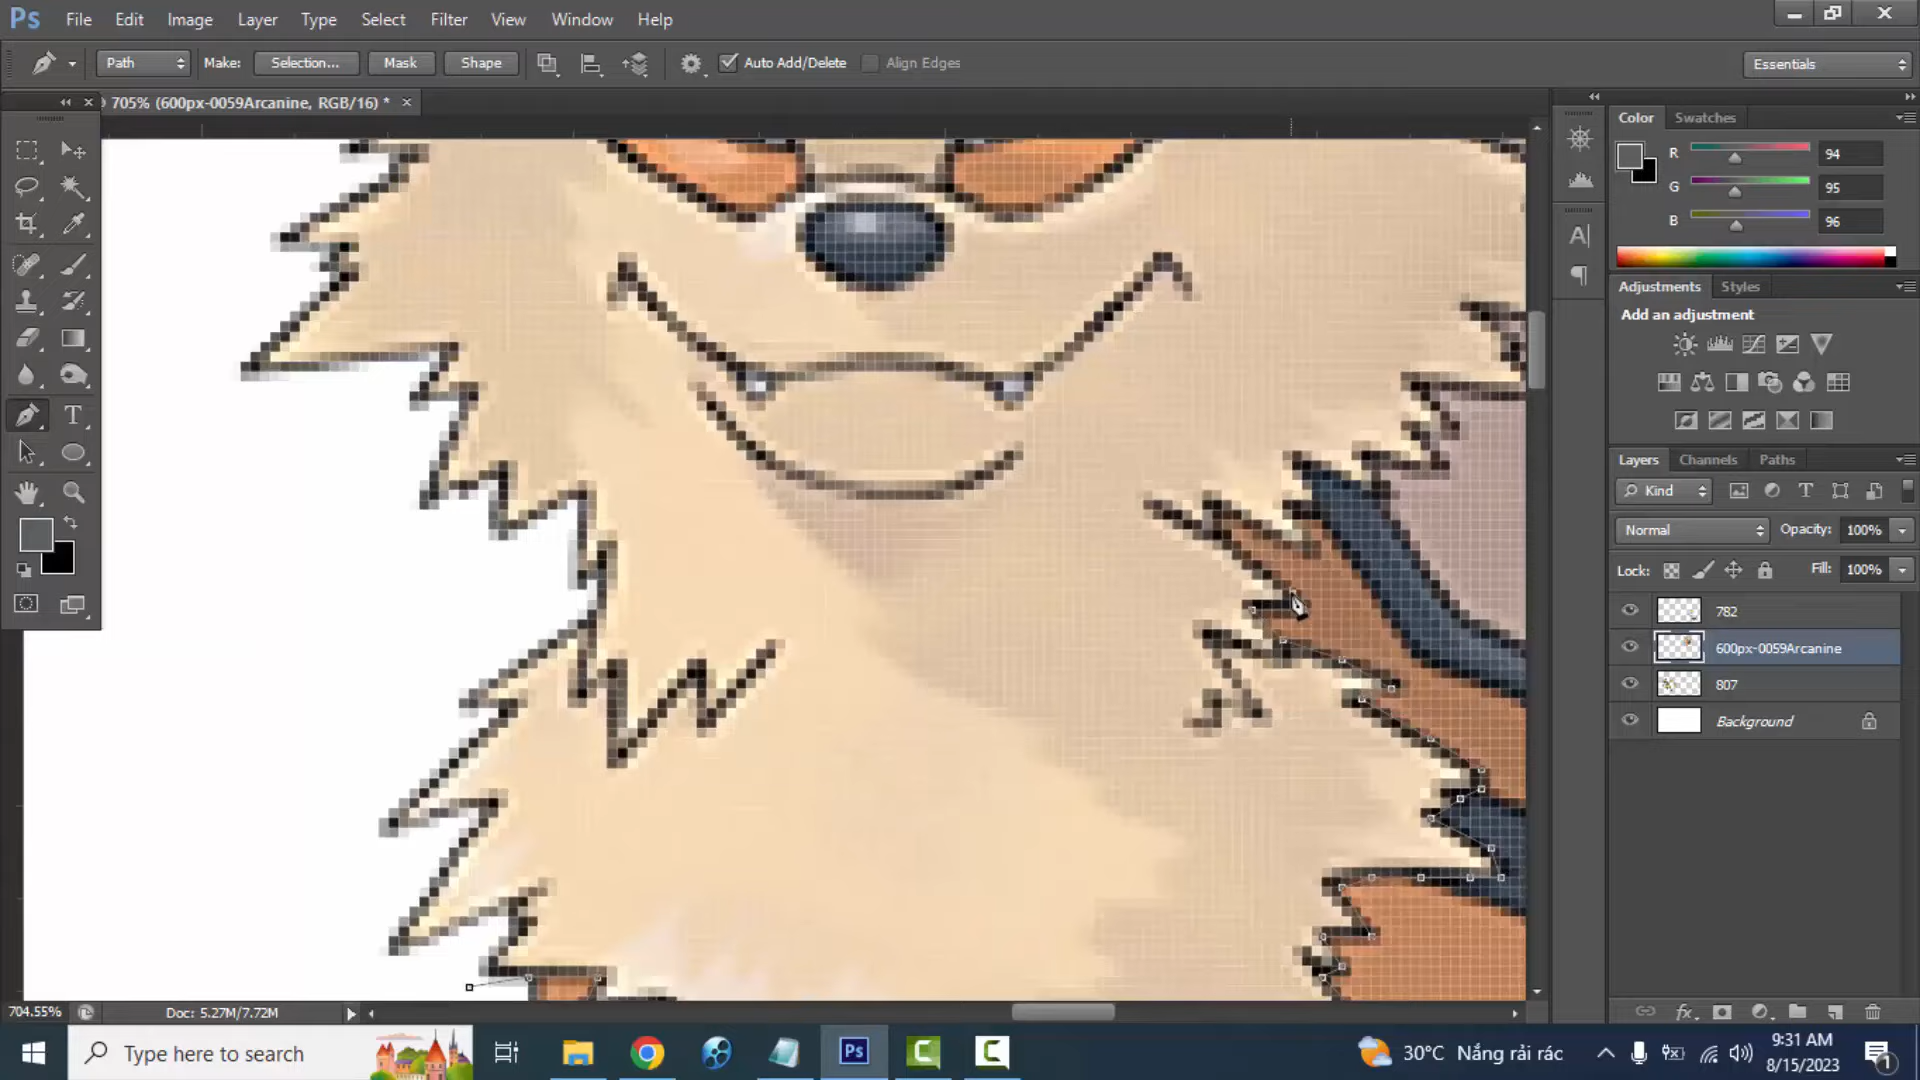 Ps File Edit Image Layer Type Select Filter View Window Help
Path Make: Selection... Mask Shape Auto Add/Delete Align Edges Essentials
705% (600px-0059Arcanine, RGB/16) * ×
Color Swatches
R 94
G 95
B 96
Adjustments Styles
Add an adjustment
Layers Channels Paths
Kind
Normal Opacity: 100%
Lock: Fill: 100%
782
600px-0059Arcanine
807
Background
704.55% Doc: 5.27M/7.72M
Type here to search
30°C Nắng rải rác
9:31 AM
8/15/2023
1